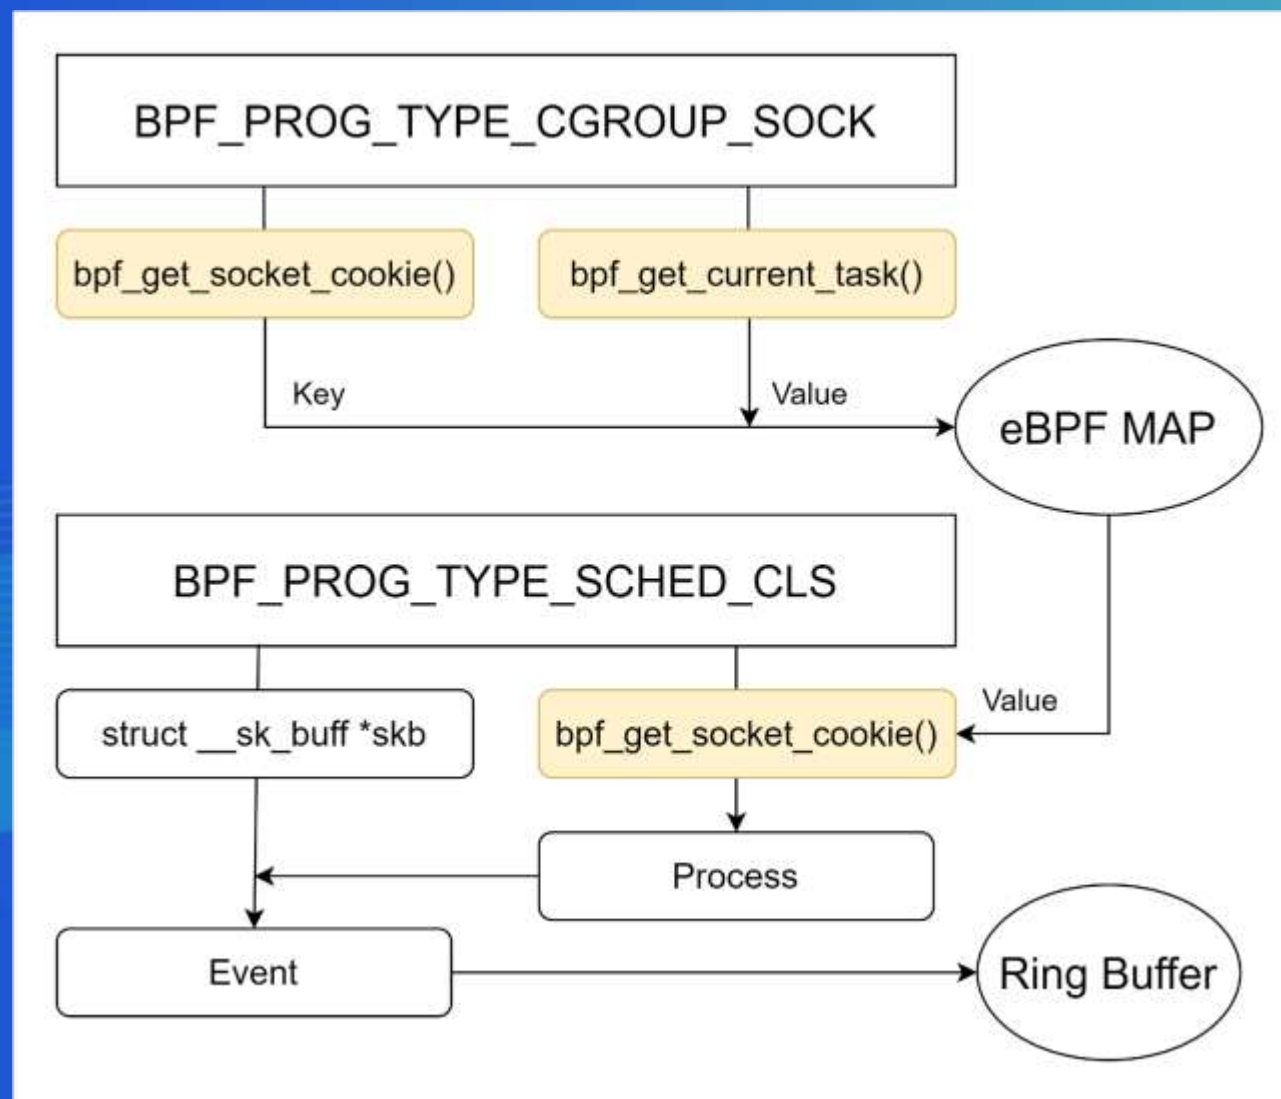 BPF_PROG_TYPE_CGROUP_SOCK
bpf_get_socket_cookie()
bpf_get_current_task()
Key
Value
eBPF MAP
BPF_PROG_TYPE_SCHED_CLS
struct __sk_buff *skb
bpf_get_socket_cookie()
Value
Process
Event
Ring Buffer